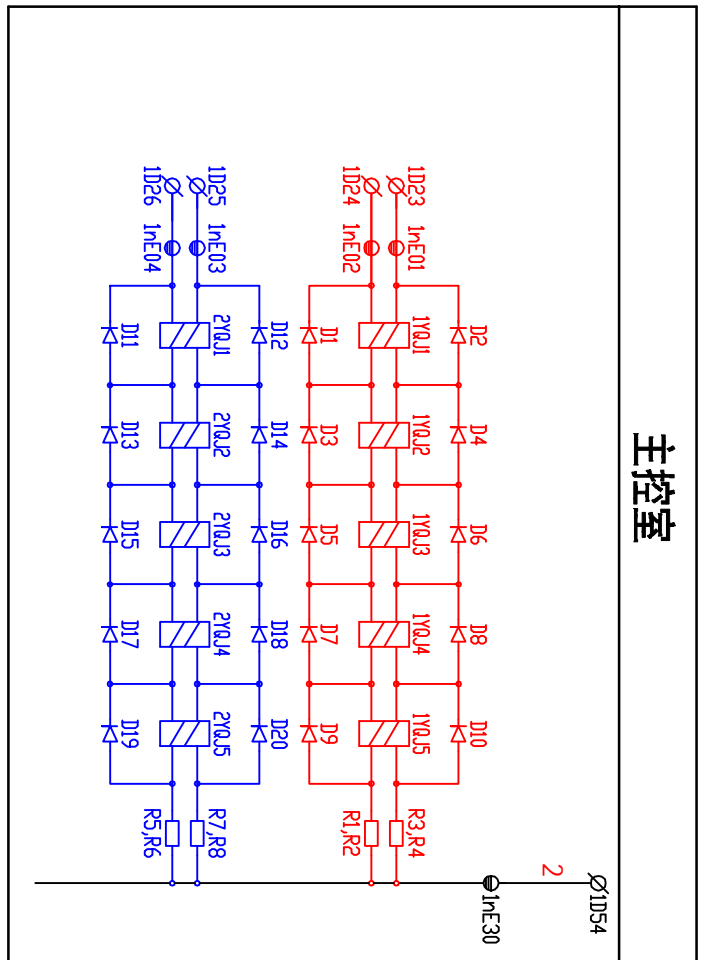 主控室
1D54
2
1nE30
1D23
1nE01
D2
D4
D6
D8
D10
1YQJ1
1YQJ2
1YQJ3
1YQJ4
1YQJ5
R3,R4
1D24
1nE02
D1
D3
D5
D7
D9
R1,R2
1D25
1nE03
D12
D14
D16
D18
D20
2YQJ1
2YQJ2
2YQJ3
2YQJ4
2YQJ5
R7,R8
1D26
1nE04
D11
D13
D15
D17
D19
R5,R6